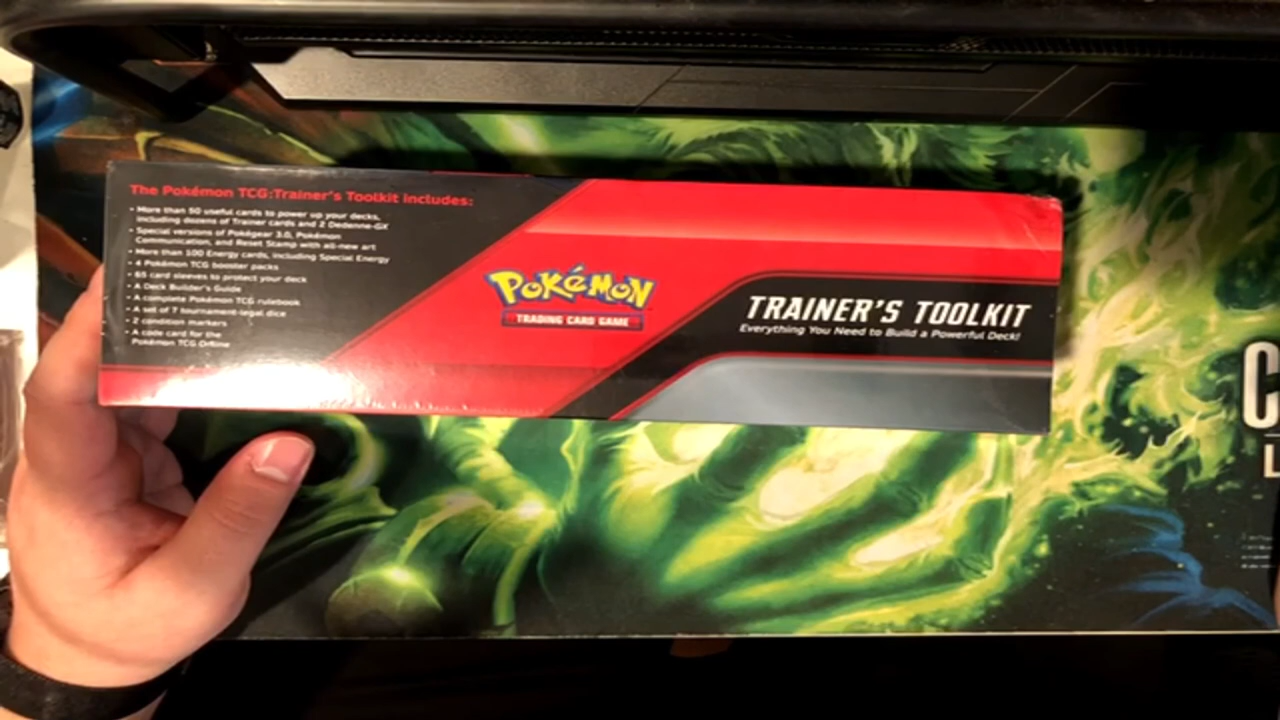 The Pokémon TCG: Trainer's Toolkit includes:
• More than 50 useful cards to power up your decks,
including dozens of Trainer cards and 2 Dedenne-GX
• Special versions of Pokégear 3.0, Pokémon
Communication, and Reset Stamp with all-new art
• More than 100 Energy cards, including Special Energy
• 4 Pokémon TCG booster packs
• 65 card sleeves to protect your deck
• A Deck Builder's Guide
• A complete Pokémon TCG rulebook
• A set of 7 tournament-legal dice
• 2 condition markers
• A code card for the
Pokémon TCG Online
POKéMON
TRADING CARD GAME
TRAINER'S TOOLKIT
Everything You Need to Build a Powerful Deck!